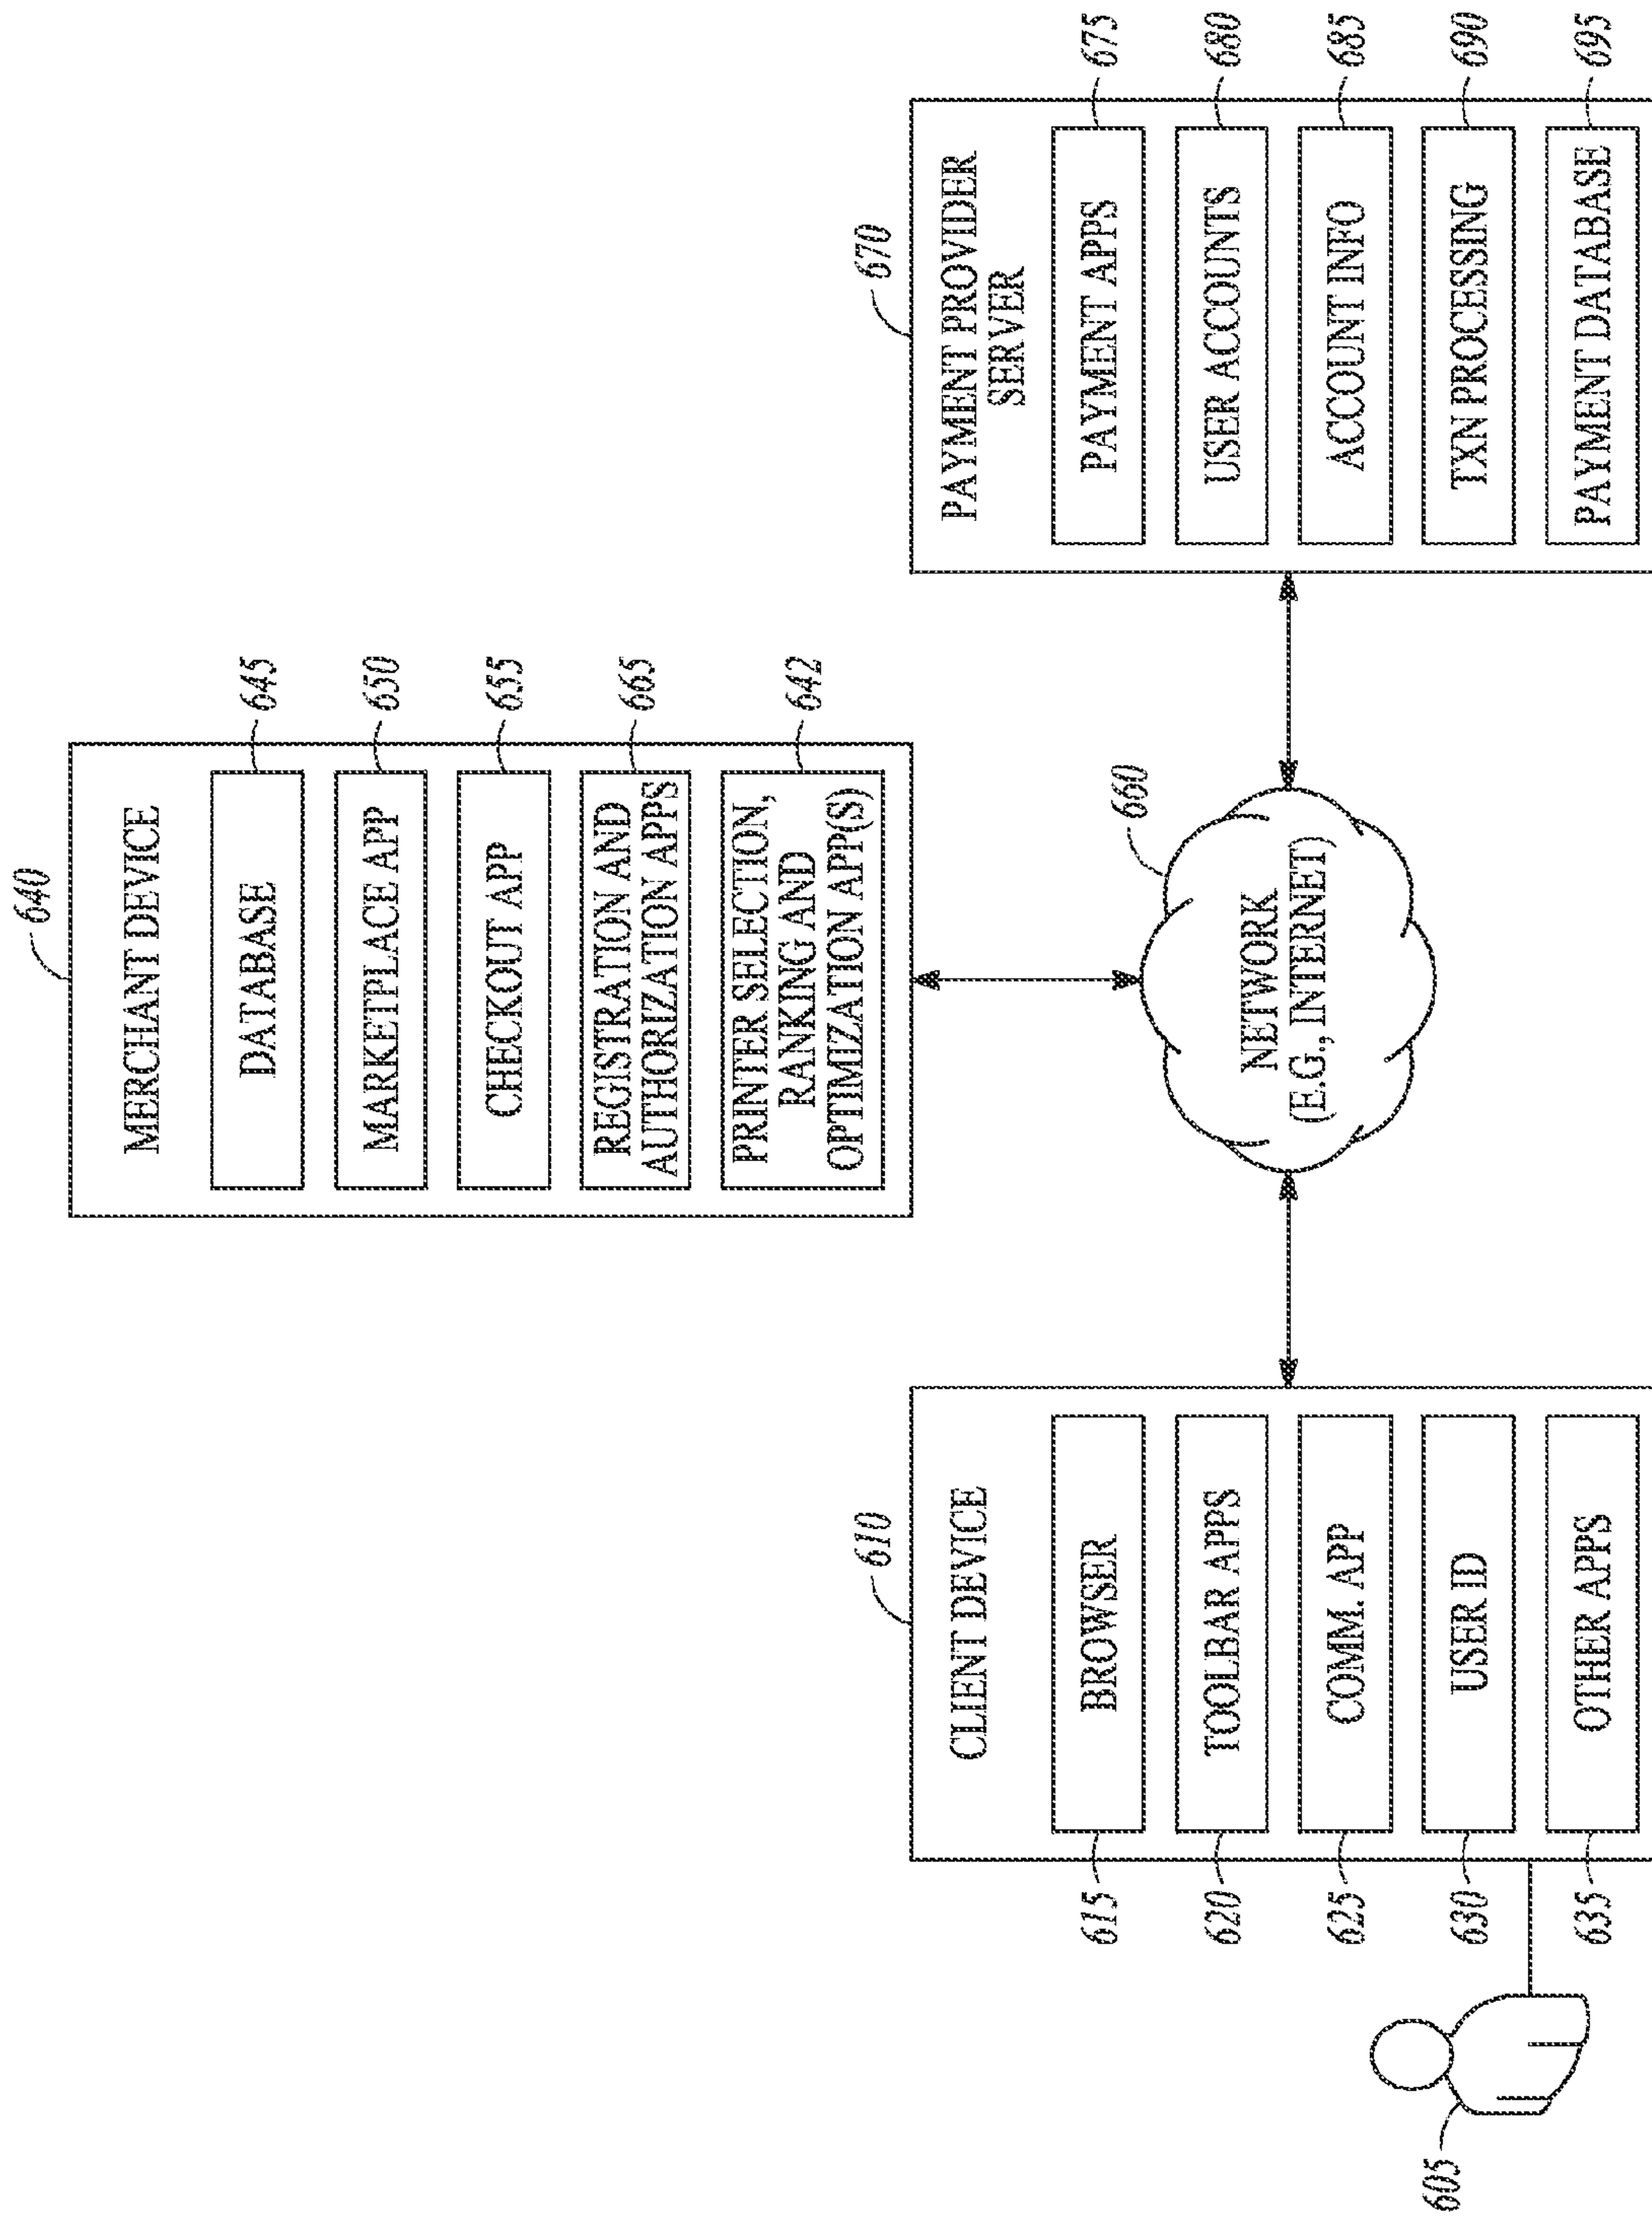 640
MERCHANT DEVICE
DATABASE
645
MARKETPLACE APP
650
CHECKOUT APP
655
REGISTRATION AND
AUTHORIZATION APPS
665
PRINTER SELECTION,
RANKING AND
OPTIMIZATION APP(S)
642
610
CLIENT DEVICE
615
BROWSER
620
TOOLBAR APPS
625
COMM. APP
630
USER ID
635
OTHER APPS
605
660
NETWORK
(E.G., INTERNET)
670
PAYMENT PROVIDER
SERVER
PAYMENT APPS
675
USER ACCOUNTS
680
ACCOUNT INFO
685
TXN PROCESSING
690
PAYMENT DATABASE
695